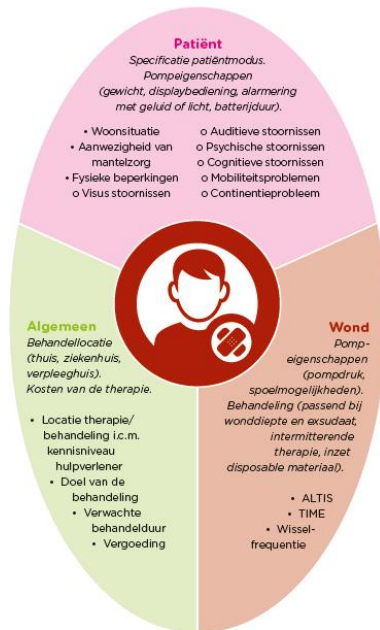 Patiënt
Specificatie patiëntmodus.
Pompeigenschappen
(gewicht, displaybediening, alarmering
met geluid of licht, batterijduur).
• Woonsituatie
• Aanwezigheid van
mantelzorg
• Fysieke beperkingen
o Visus stoornissen
o Auditieve stoornissen
o Psychische stoornissen
o Cognitieve stoornissen
o Mobiliteitsproblemen
o Continentieprobleem
Algemeen
Behandellocatie
(thuis, ziekenhuis,
verpleeghuis).
Kosten van de therapie.
• Locatie therapie/
behandeling i.c.m.
kennisniveau
hulpverlener
• Doel van de
behandeling
• Verwachte
behandelduur
• Vergoeding
Wond
Pomp-
eigenschappen
(pompdruk,
spoelmogelijkheden).
Behandeling (passend bij
wonddiepte en exsudaat,
intermitterende
therapie, inzet
disposable materiaal).
• ALTIS
• TIME
• Wissel-
frequentie